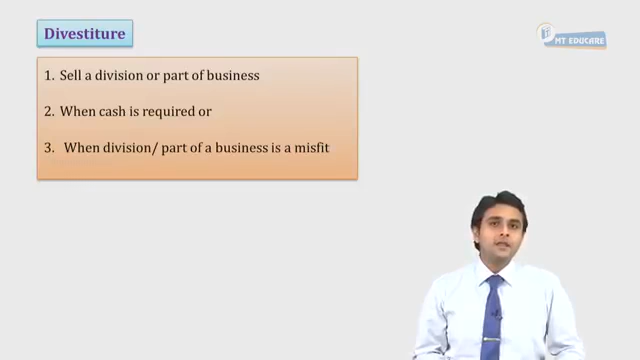 Divestiture
MT EDUCARE
1. Sell a division or part of business
2. When cash is required or
3. When division/ part of a business is a misfit